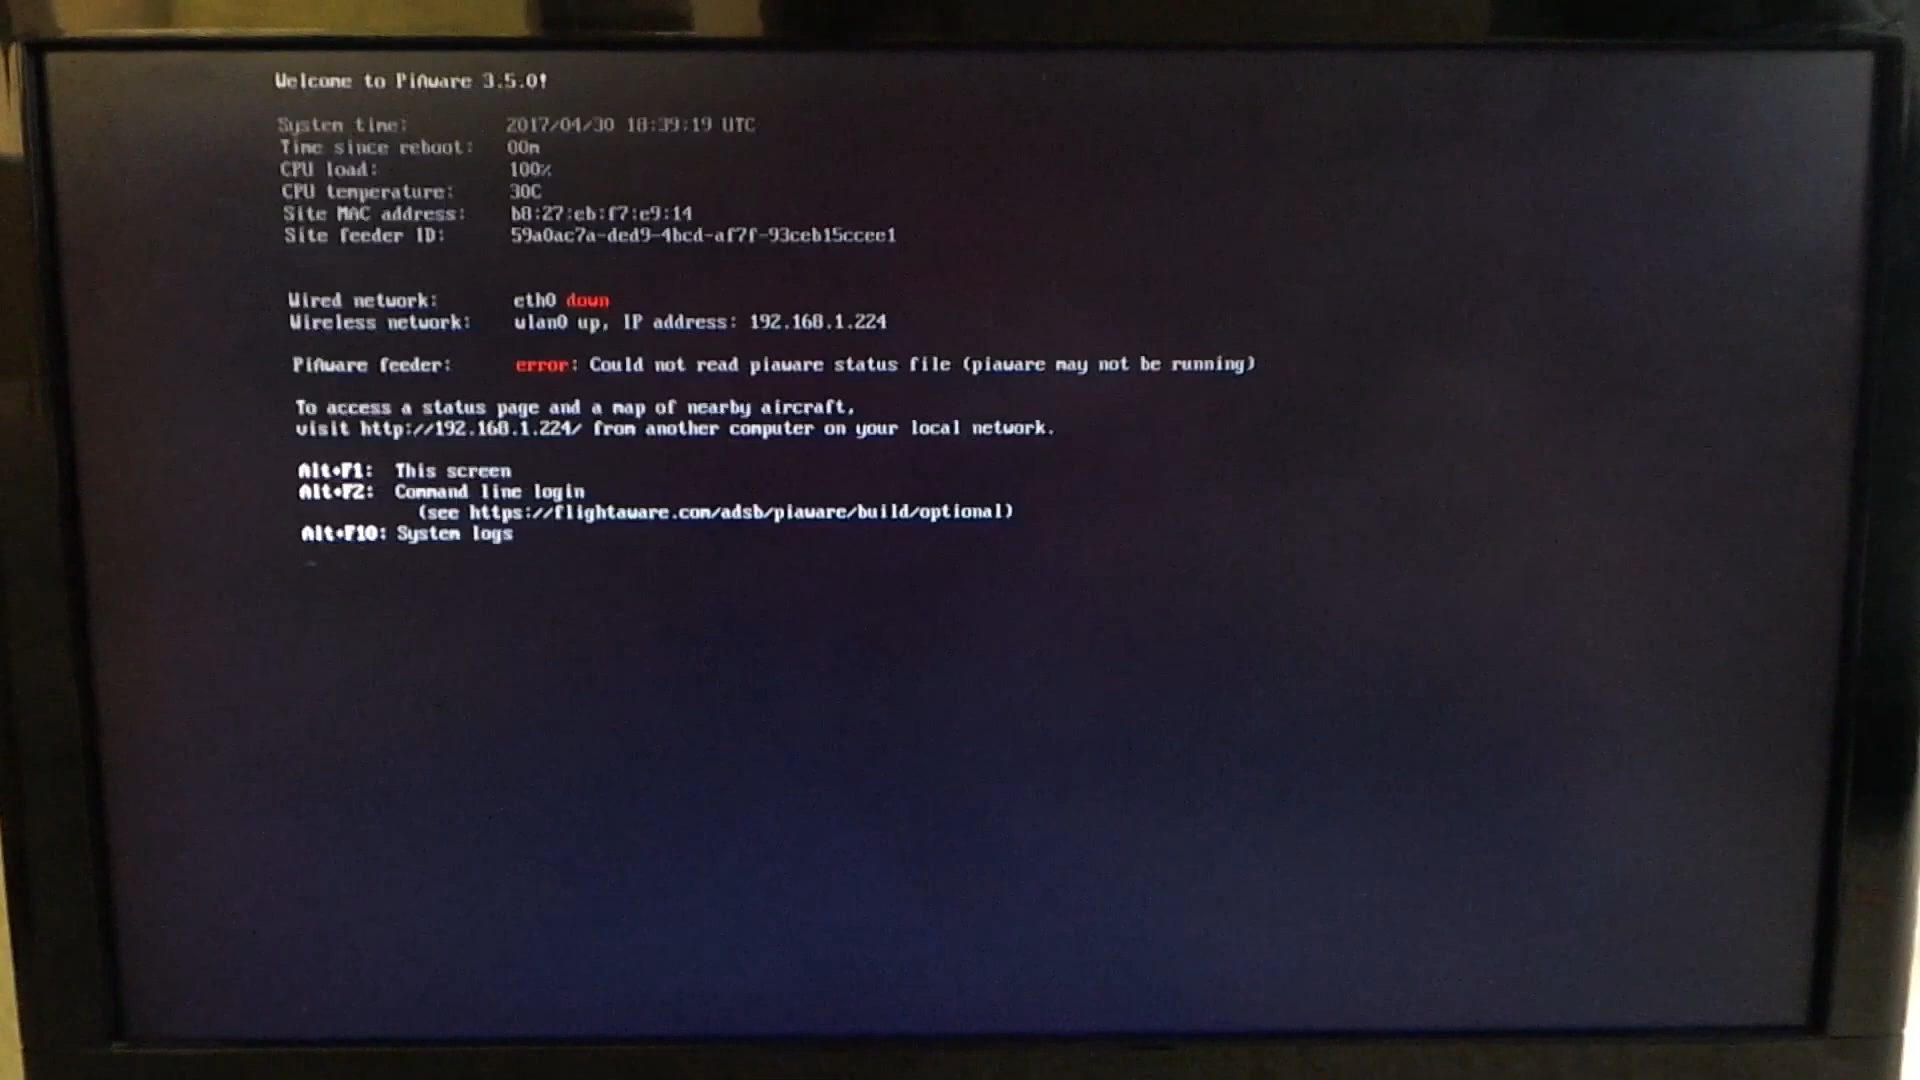 Welcome to PiAware 3.5.0!
System time: 2017/04/30 18:39:19 UTC
Time since reboot: 00m
CPU load: 100%
CPU temperature: 30C
Site MAC address: b8:27:eb:f7:e9:14
Site feeder ID: 59a0ac7a-ded9-4bcd-af7f-93ceb15ccee1
Wired network: eth0 down
Wireless network: wlan0 up, IP address: 192.168.1.224
PiAware feeder: error: Could not read piaware status file (piaware may not be running)
To access a status page and a map of nearby aircraft,
visit http://192.168.1.224/ from another computer on your local network.
Alt+F1: This screen
Alt+F2: Command line login
(see https://flightaware.com/adsb/piaware/build/optional)
Alt+F10: System logs